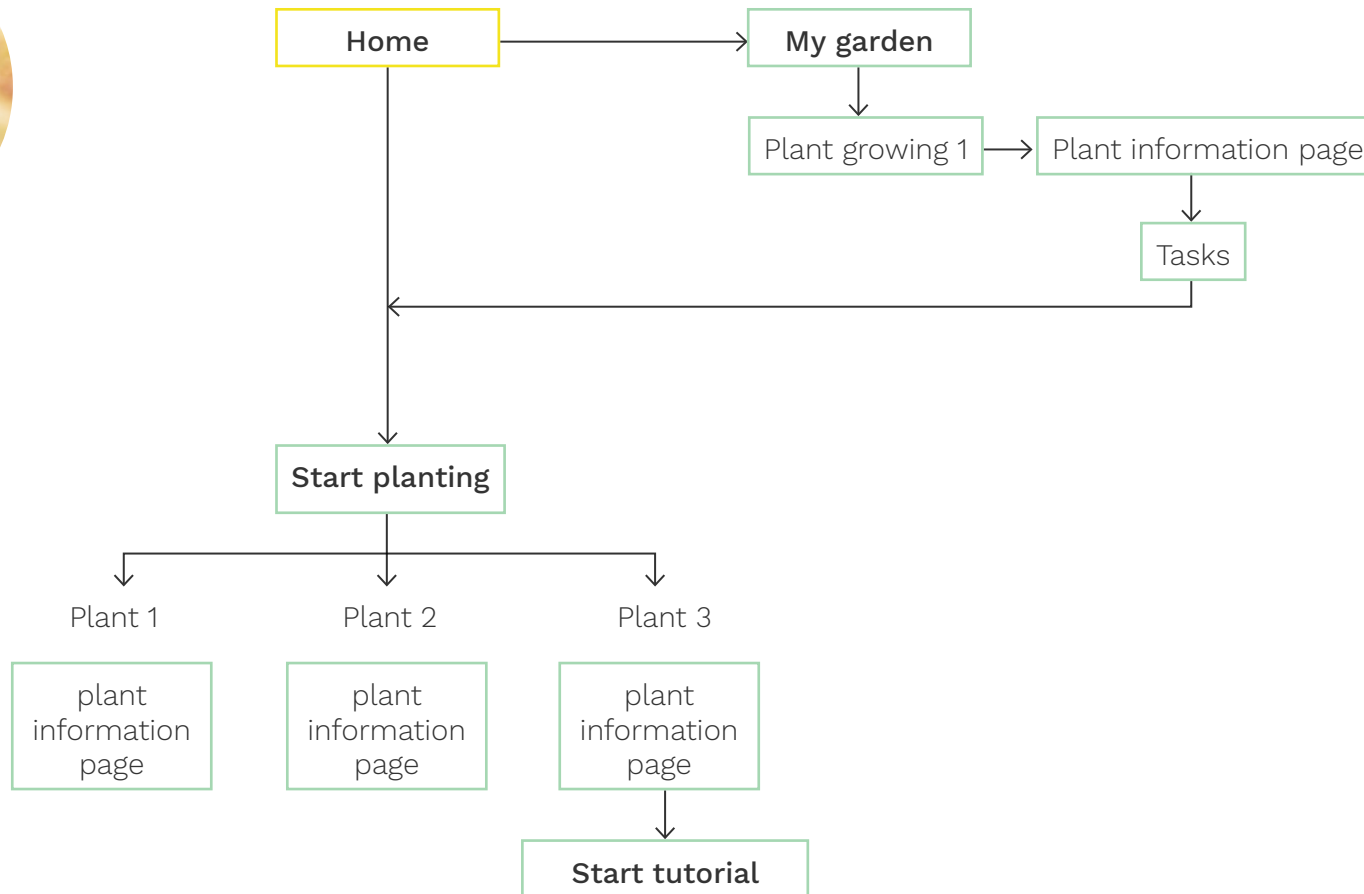 Home
My garden
Plant growing 1
Plant information page
Tasks
Start planting
Plant 1
Plant 2
Plant 3
plant
information
page
plant
information
page
plant
information
page
Start tutorial